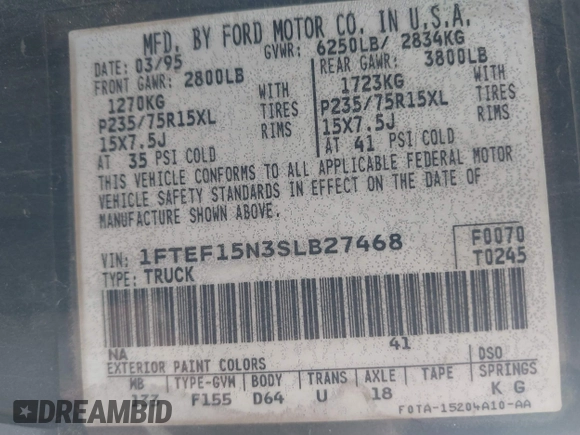 MFD. BY FORD MOTOR CO. IN U.S.A.
DATE: 03/95 GVWR: 6250LB/ 2834KG
FRONT GAWR: 2800LB REAR GAWR: 3800LB
1270KG WITH 1723KG WITH
P235/75R15XL TIRES P235/75R15XL TIRES
15X7.5J RIMS 15X7.5J RIMS
AT 35 PSI COLD AT 41 PSI COLD
THIS VEHICLE CONFORMS TO ALL APPLICABLE FEDERAL MOTOR
VEHICLE SAFETY STANDARDS IN EFFECT ON THE DATE OF
MANUFACTURE SHOWN ABOVE.
VIN: 1FTEF15N3SLB27468 F0070
TYPE: TRUCK T0245
NA 41
EXTERIOR PAINT COLORS DSO
WB TYPE-GVW BODY TRANS AXLE TAPE SPRINGS
133 F155 D64 U 18 K G
F0TA-15204A10-AA
DREAMBID